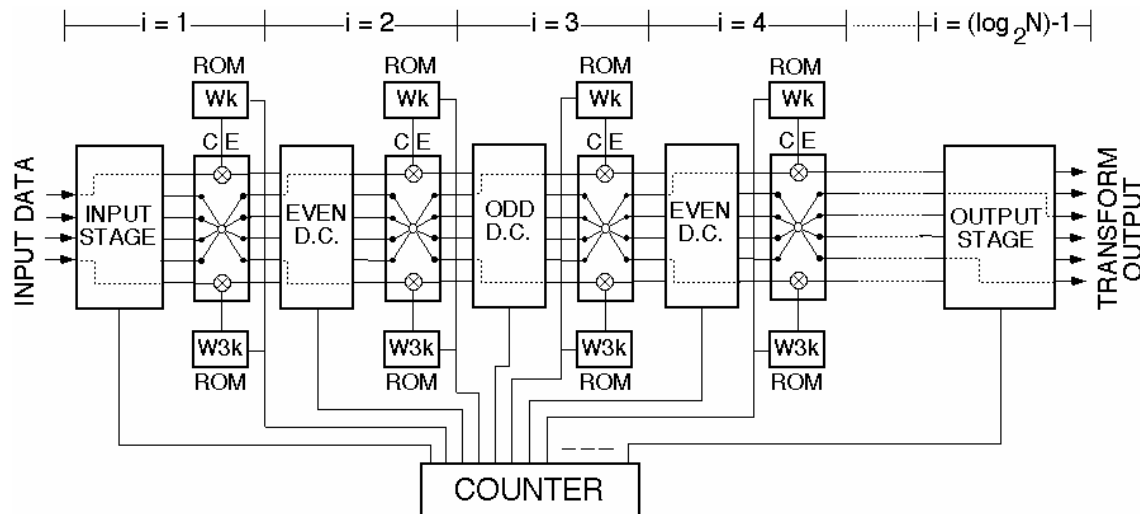 i = 1 i = 2 i = 3 i = 4 i = (log2N)-1
ROM ROM ROM ROM
Wk Wk Wk Wk
C E C E C E C E
INPUT DATA
INPUT STAGE
EVEN D.C.
ODD D.C.
EVEN D.C.
OUTPUT STAGE
TRANSFORM OUTPUT
W3k W3k W3k W3k
ROM ROM ROM ROM
COUNTER